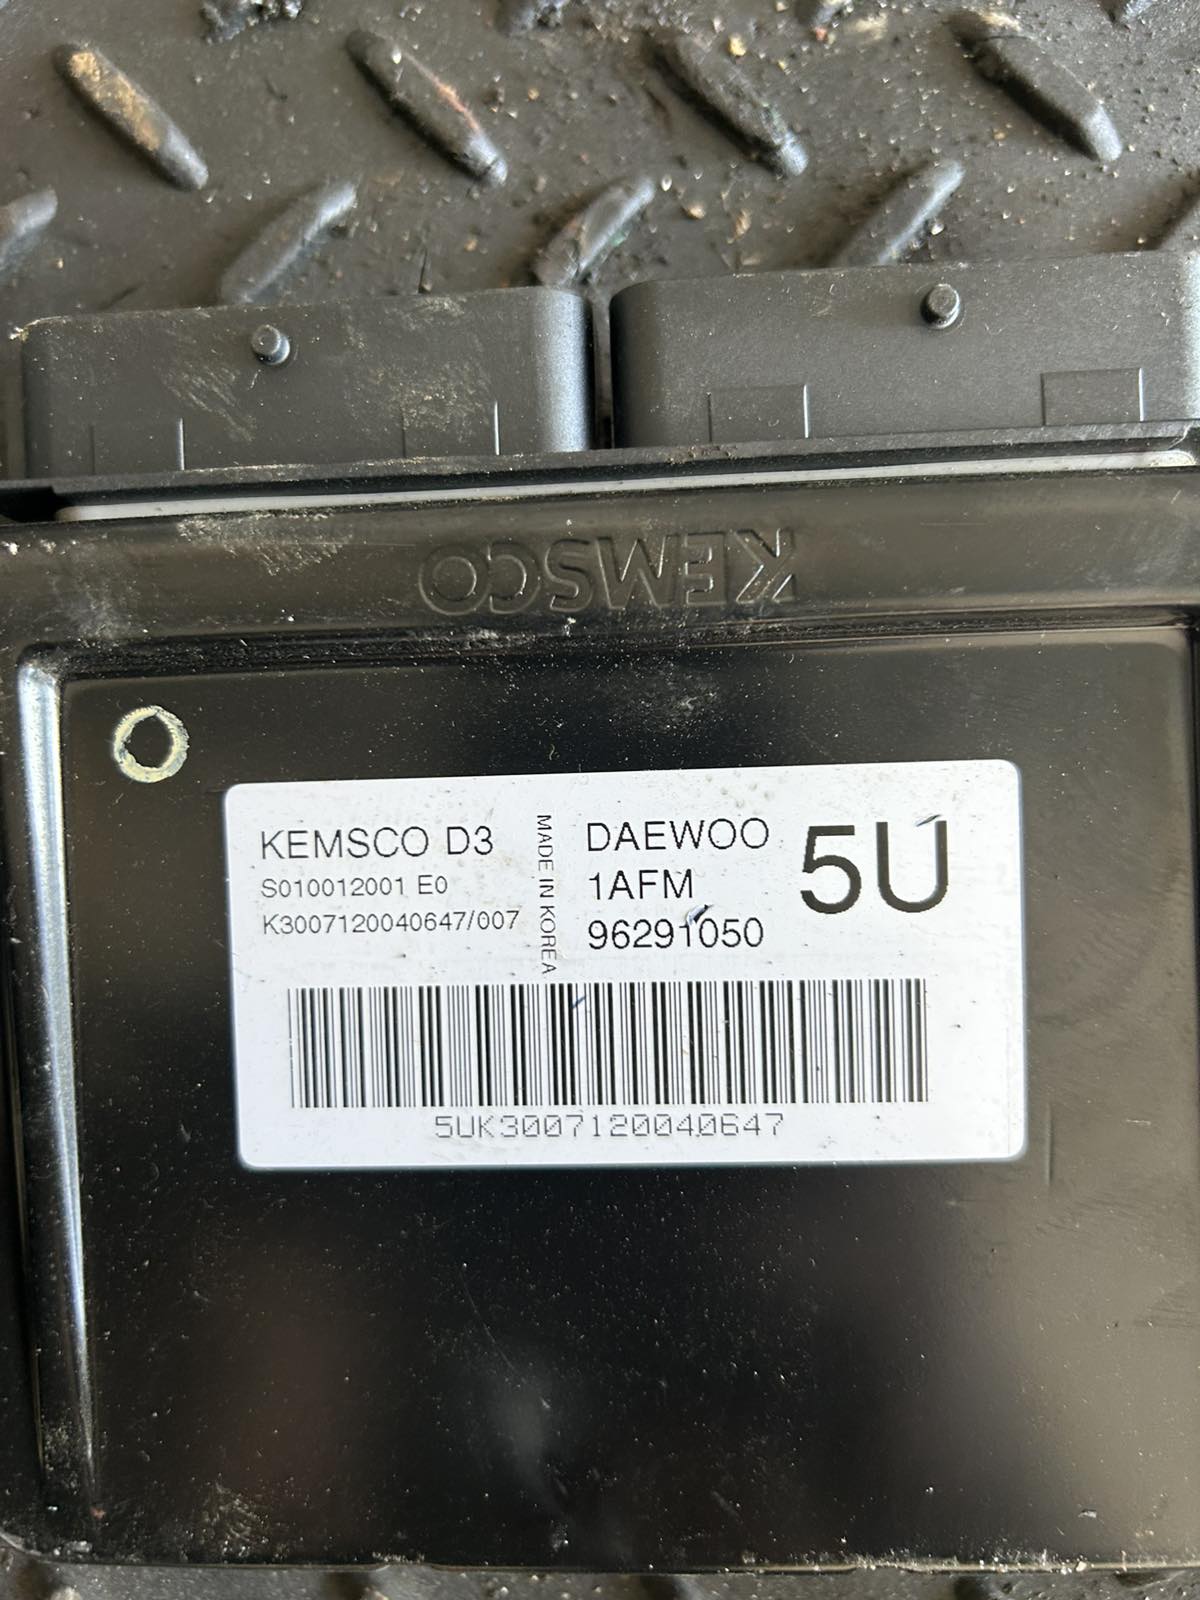 KEMSCO
KEMSCO D3
S010012001 E0
K3007120040647/007
MADE IN KOREA
DAEWOO
1AFM
96291050
5U
5UK3007120040647